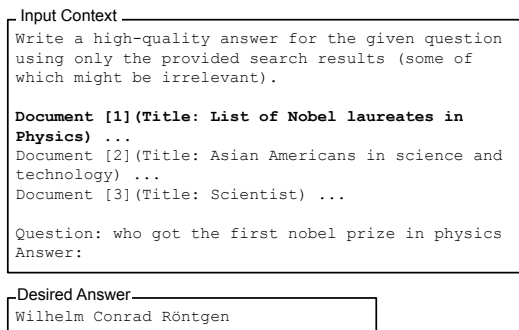 Input Context
Write a high-quality answer for the given question
using only the provided search results (some of
which might be irrelevant).
Document [1](Title: List of Nobel laureates in
Physics) ...
Document [2](Title: Asian Americans in science and
technology) ...
Document [3](Title: Scientist) ...
Question: who got the first nobel prize in physics
Answer:
Desired Answer
Wilhelm Conrad Röntgen